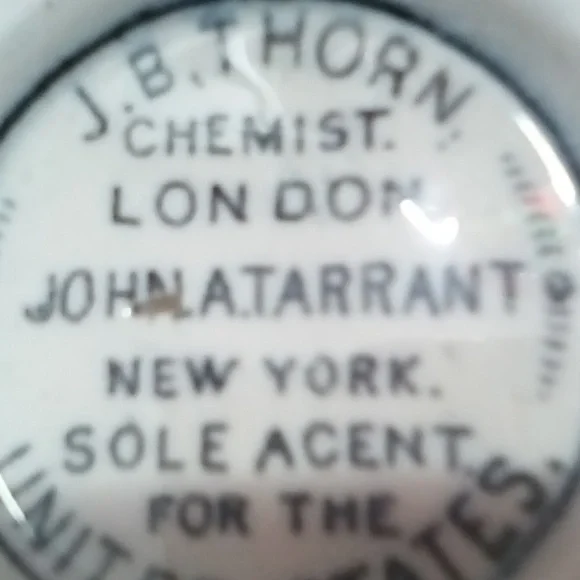 J.B.THORN.
CHEMIST.
LONDON
JOHN.A.TARRANT
NEW YORK.
SOLE ACENT
FOR THE